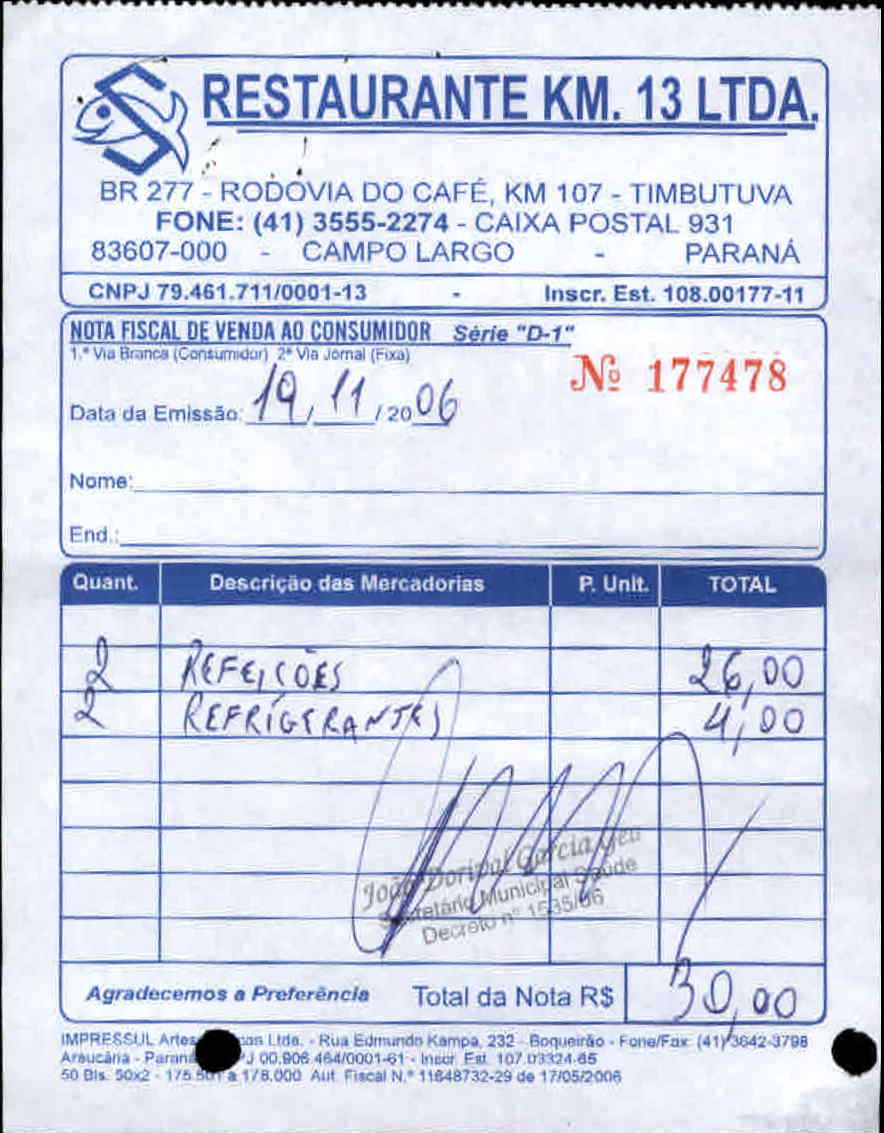 RESTAURANTE KM. 13 LTDA.
BR 277 - RODOVIA DO CAFÉ, KM 107 - TIMBUTUVA
FONE: (41) 3555-2274 - CAIXA POSTAL 931
83607-000 - CAMPO LARGO - PARANÁ
CNPJ 79.461.711/0001-13 - Inscr. Est. 108.00177-11
NOTA FISCAL DE VENDA AO CONSUMIDOR Série "D-1"
1.ª Via Branca (Consumidor) 2ª Via Jornal (Fixa)
Nº 177478
Data da Emissão: 19/11/2006
Nome:
End.:
Quant. Descrição das Mercadorias P. Unit. TOTAL
2 REFEIÇÕES 26,00
2 REFRIGERANTES 4,00
João Dorival Garcia
Secretário Municipal Saúde
Decreto nº 1535/06
Agradecemos a Preferência Total da Nota R$ 30,00
IMPRESSUL Artes Ltda. - Rua Edmundo Kampa, 232 - Boqueirão - Fone/Fax: (41) 3642-3798
Araucária - Paraná 00.906.464/0001-61 - Inscr. Est. 107.03324-65
50 Bls. 50x2 - 175.501 a 178.000 Aut. Fiscal N.º 11648732-29 de 17/05/2006